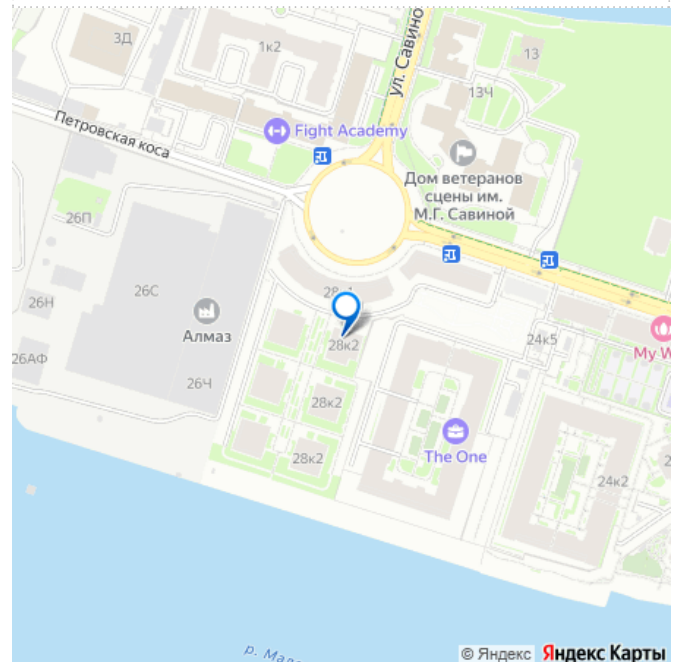 3Д
1к2
ул. Савино
13
13Ч
Fight Academy
Петровская коса
Дом ветеранов
сцены им.
М.Г. Савиной
26П
26С
26Н
Алмаз
28к2
24к5
My W
26АФ
26Ч
28к2
The One
28к2
24к2
2
р. Мал
© Яндекс Яндекс Карты